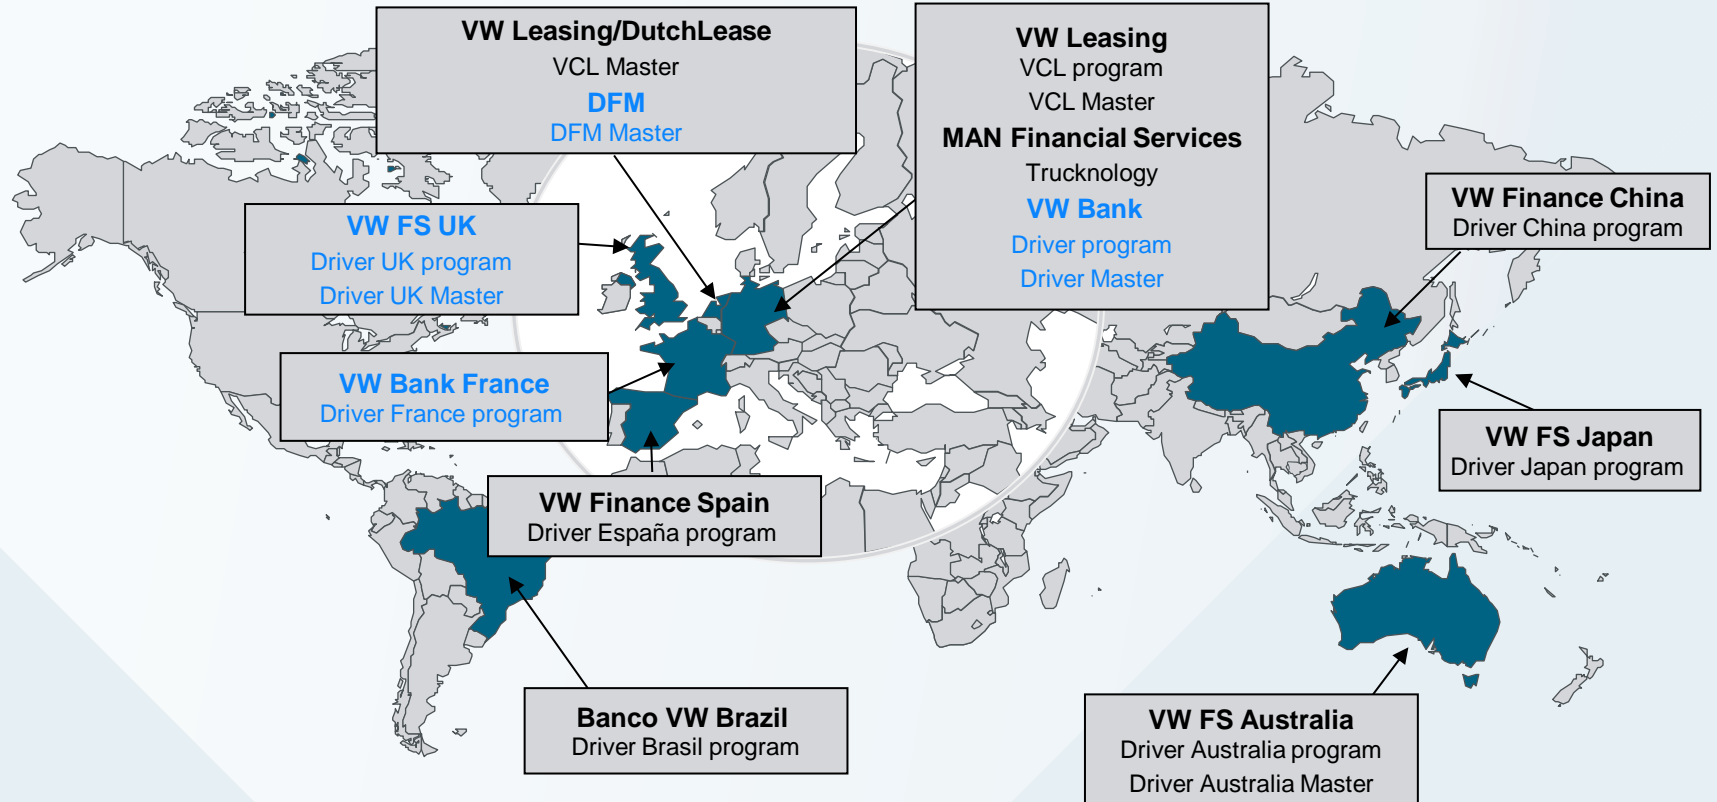 VW Leasing/DutchLease
VCL Master
DFM
DFM Master
VW Leasing
VCL program
VCL Master
MAN Financial Services
Trucknology
VW Bank
Driver program
Driver Master
VW Finance China
Driver China program
VW FS UK
Driver UK program
Driver UK Master
VW Bank France
Driver France program
VW FS Japan
Driver Japan program
VW Finance Spain
Driver España program
Banco VW Brazil
Driver Brasil program
VW FS Australia
Driver Australia program
Driver Australia Master